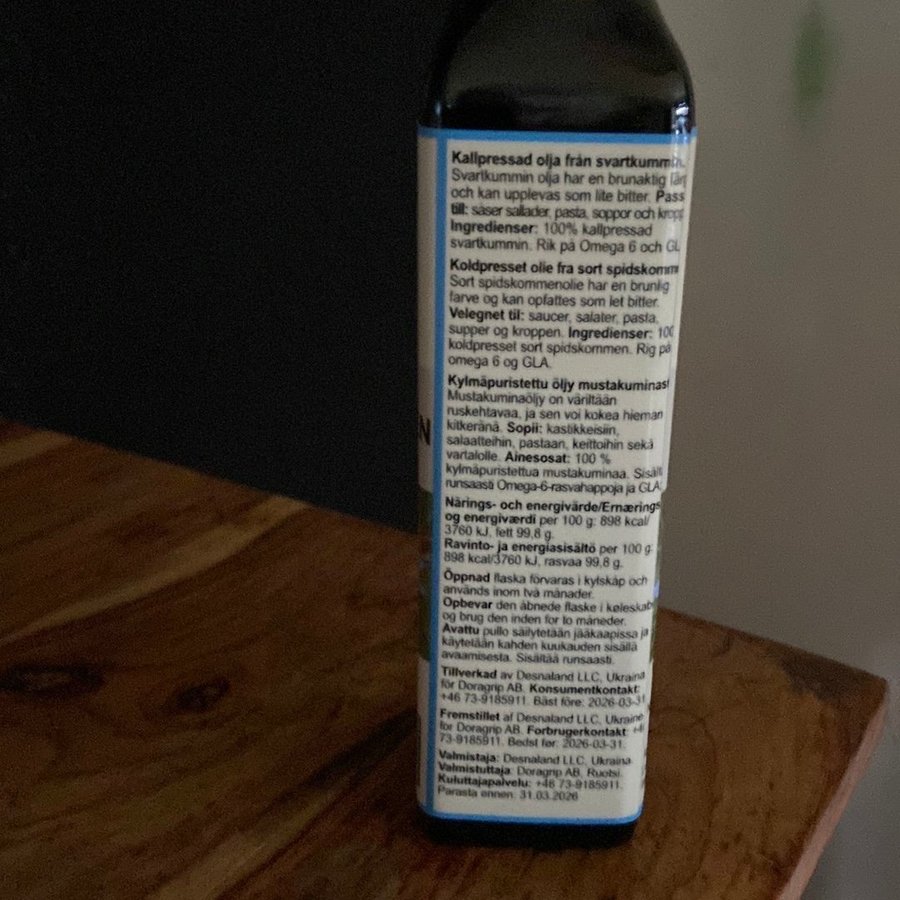 N
Kallpressad olja från svartkummin.
Svartkummin olja har en brunaktig färg
och kan upplevas som lite bitter. Pass
till: såser sallader, pasta, soppor och kropp
Ingredienser: 100% kallpressad
svartkummin. Rik på Omega 6 och GL
Koldpresset olie fra sort spidskomm
Sort spidskommenolie har en brunlig
farve og kan opfattes som let bitter.
Velegnet til: saucer, salater, pasta,
supper og kroppen. Ingredienser: 100
koldpresset sort spidskommen. Rig på
omega 6 og GLA.
Kylmäpuristettu öljy mustakuminast
Mustakuminaöljy on väriltään
ruskehtavaa, ja sen voi kokea hieman
kitkeränä. Sopii: kastikkeisiin,
salaatteihin, pastaan, keittoihin sekä
vartalolle. Ainesosat: 100 %
kylmäpuristettua mustakuminaa. Sisält
runsaasti Omega-6-rasvahappoja ja GLA
Närings- och energivärde/Ernærings
og energiværdi per 100 g: 898 kcal/
3760 kJ, fett 99,8 g.
Ravinto- ja energiasisältö per 100 g:
898 kcal/3760 kJ, rasvaa 99,8 g.
Öppnad flaska förvaras i kylskåp och
används inom två månader.
Opbevar den åbnede flaske i køleskab
og brug den inden for to måneder.
Avattu pullo säilytetään jääkaapissa ja
käytetään kahden kuukauden sisällä
avaamisesta. Sisältää runsaasti.
Tillverkad av Desnaland LLC, Ukraina
för Doragrip AB. Konsumentkontakt:
+46 73-9185911. Bäst före: 2026-03-31
Fremstillet af Desnaland LLC, Ukraine
for Doragrip AB. Forbrugerkontakt: +46
73-9185911. Bedst før: 2026-03-31.
Valmistaja: Desnaland LLC, Ukraina
Valmistuttaja: Doragrip AB, Ruotsi.
Kuluttajapalvelu: +46 73-9185911.
Parasta ennen: 31.03.2026